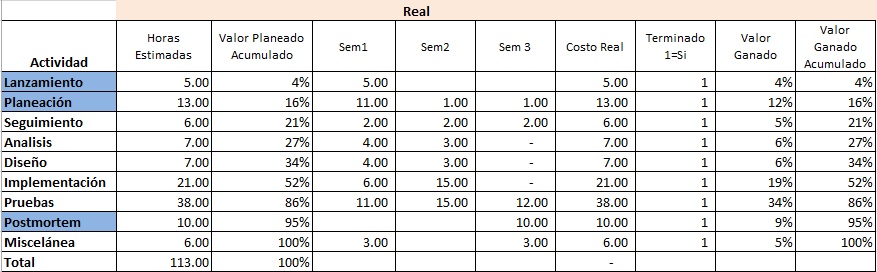 Real
Actividad Horas Estimadas Valor Planeado Acumulado Sem1 Sem2 Sem 3 Costo Real Terminado 1=Si Valor Ganado Valor Ganado Acumulado
Lanzamiento 5.00 4% 5.00 5.00 1 4% 4%
Planeación 13.00 16% 11.00 1.00 1.00 13.00 1 12% 16%
Seguimiento 6.00 21% 2.00 2.00 2.00 6.00 1 5% 21%
Analisis 7.00 27% 4.00 3.00 - 7.00 1 6% 27%
Diseño 7.00 34% 4.00 3.00 - 7.00 1 6% 34%
Implementación 21.00 52% 6.00 15.00 - 21.00 1 19% 52%
Pruebas 38.00 86% 11.00 15.00 12.00 38.00 1 34% 86%
Postmortem 10.00 95% 10.00 10.00 1 9% 95%
Miscelánea 6.00 100% 3.00 3.00 6.00 1 5% 100%
Total 113.00 100% -